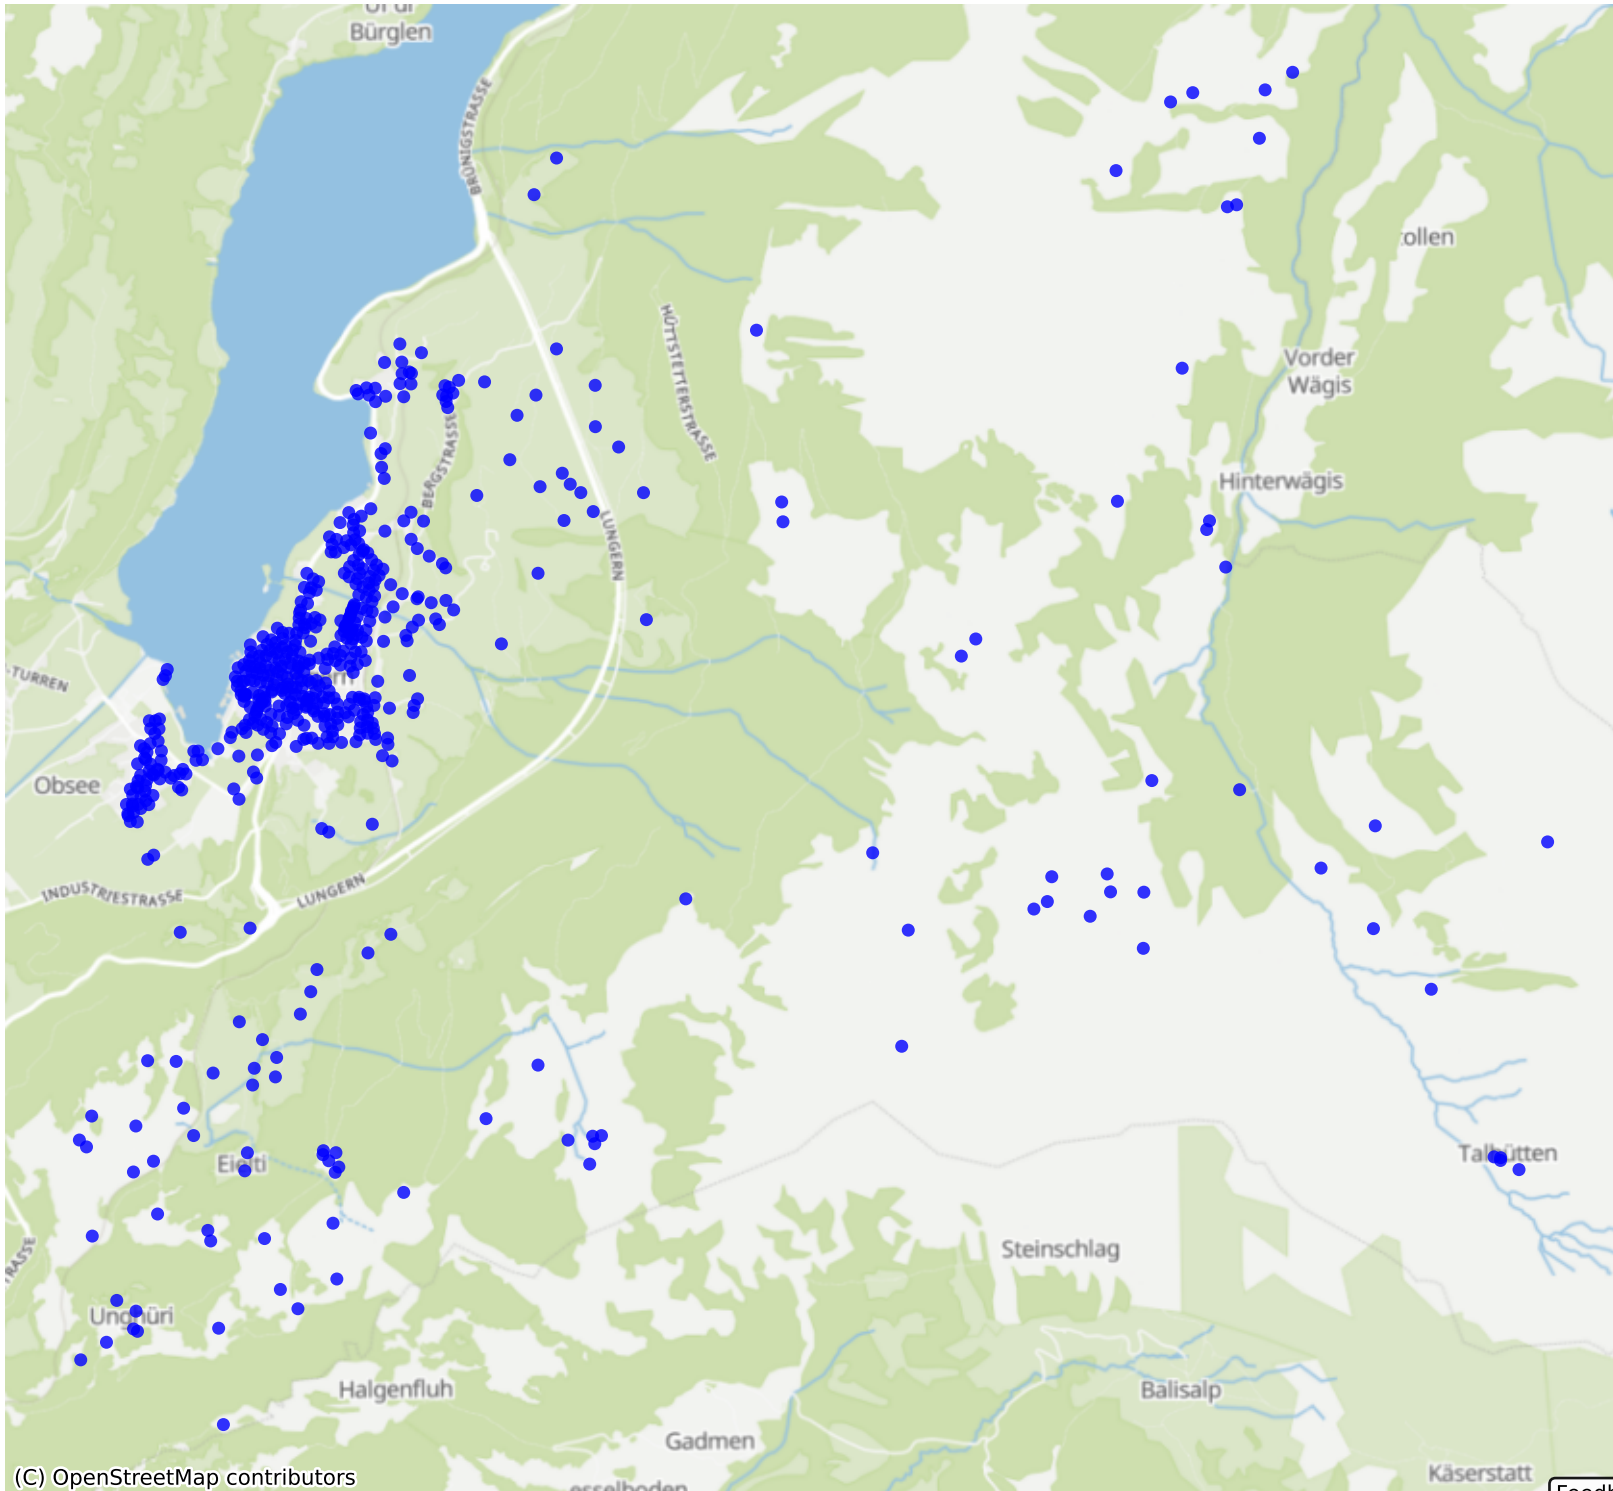 Bürglen
BRÜNIGSTRASSE
HÜTTSTETTERSTRASSE
Vorder
Wägis
BERGSTRASSE
Hinterwägis
LUNGERN
-TURREN
Obsee
INDUSTRIESTRASSE
LUNGERN
Talhütten
Steinschlag
Halgenfluh
Balisalp
Gadmen
Käserstatt
(C) OpenStreetMap contributors